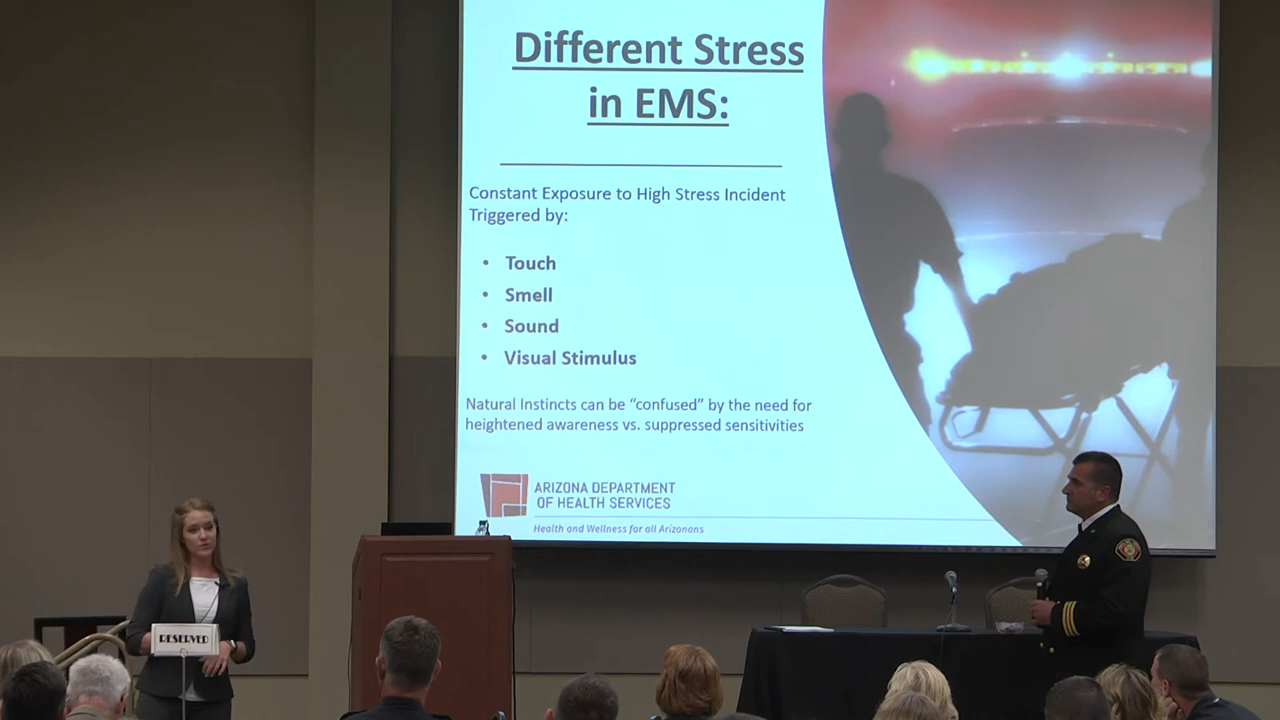 Different Stress
in EMS:
Constant Exposure to High Stress Incident
Triggered by:
• Touch
• Smell
• Sound
• Visual Stimulus
Natural Instincts can be “confused” by the need for
heightened awareness vs. suppressed sensitivities
ARIZONA DEPARTMENT
OF HEALTH SERVICES
Health and Wellness for all Arizonans
RESERVED